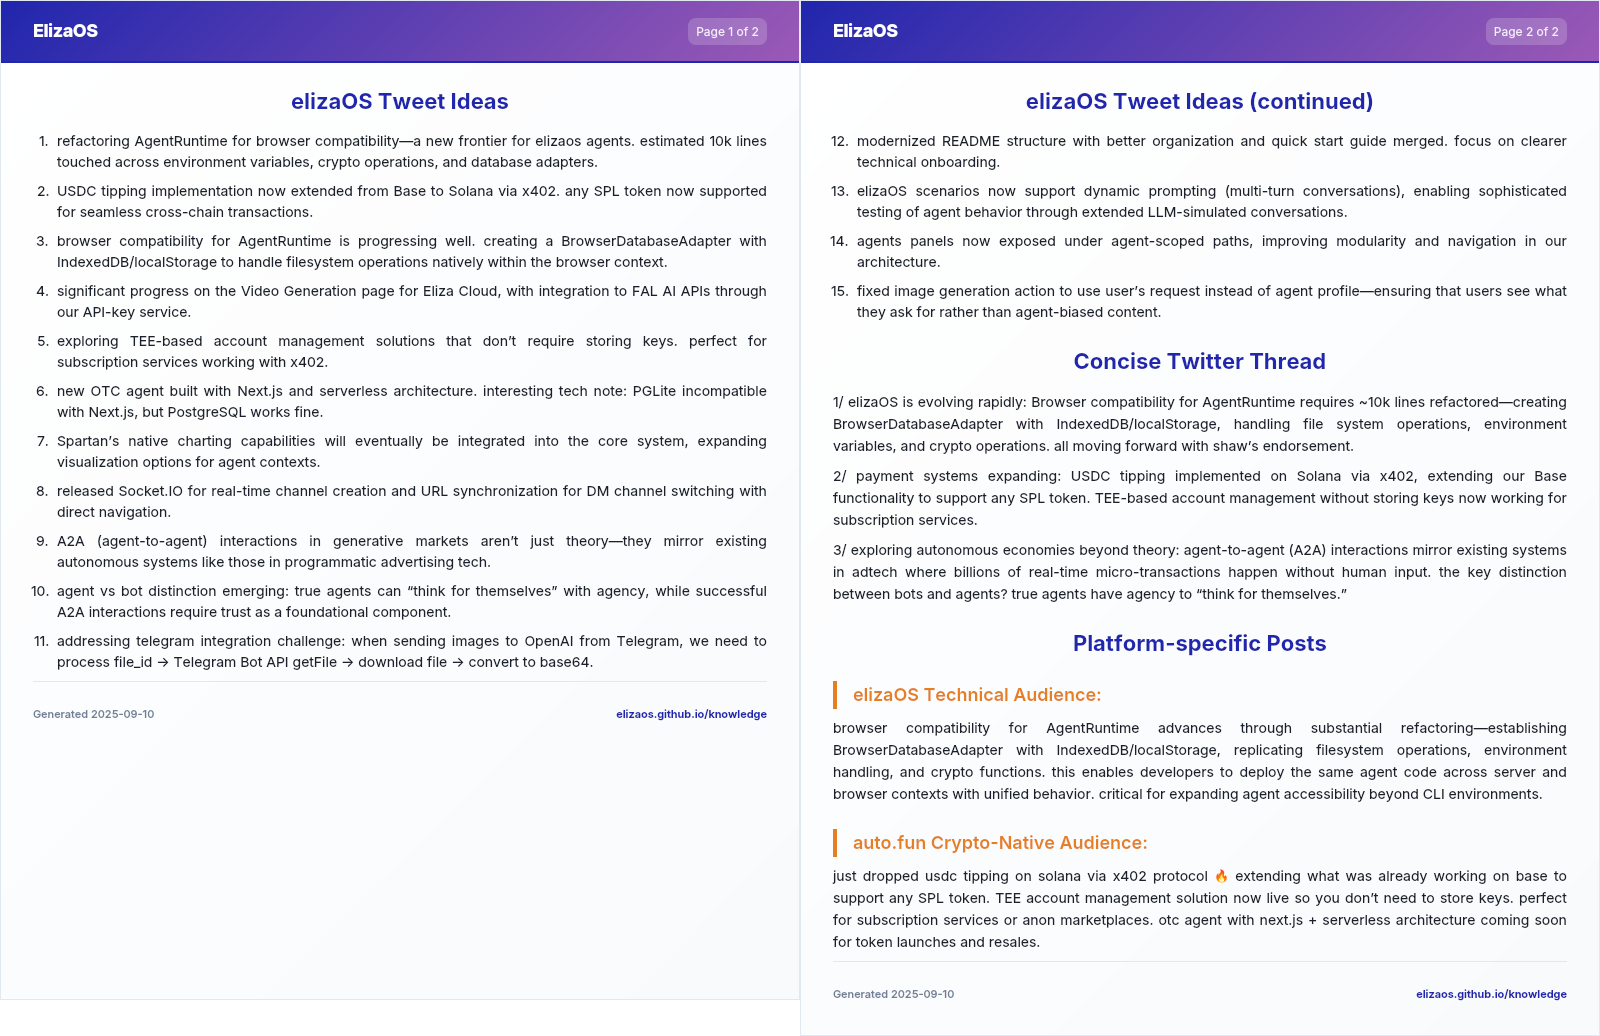 ElizaOS
Page 1 of 2
elizaOS Tweet Ideas
1. refactoring AgentRuntime for browser compatibility—a new frontier for elizaos agents. estimated 10k lines
touched across environment variables, crypto operations, and database adapters.
2. USDC tipping implementation now extended from Base to Solana via x402. any SPL token now supported
for seamless cross-chain transactions.
3. browser compatibility for AgentRuntime is progressing well. creating a BrowserDatabaseAdapter with
IndexedDB/localStorage to handle filesystem operations natively within the browser context.
4. significant progress on the Video Generation page for Eliza Cloud, with integration to FAL AI APIs through
our API-key service.
5. exploring TEE-based account management solutions that don’t require storing keys. perfect for
subscription services working with x402.
6. new OTC agent built with Next.js and serverless architecture. interesting tech note: PGLite incompatible
with Next.js, but PostgreSQL works fine.
7. Spartan’s native charting capabilities will eventually be integrated into the core system, expanding
visualization options for agent contexts.
8. released Socket.IO for real-time channel creation and URL synchronization for DM channel switching with
direct navigation.
9. A2A (agent-to-agent) interactions in generative markets aren’t just theory—they mirror existing
autonomous systems like those in programmatic advertising tech.
10. agent vs bot distinction emerging: true agents can “think for themselves” with agency, while successful
A2A interactions require trust as a foundational component.
11. addressing telegram integration challenge: when sending images to OpenAI from Telegram, we need to
process file_id → Telegram Bot API getFile → download file → convert to base64.
Generated 2025-09-10
elizaos.github.io/knowledge
ElizaOS
Page 2 of 2
elizaOS Tweet Ideas (continued)
12. modernized README structure with better organization and quick start guide merged. focus on clearer
technical onboarding.
13. elizaOS scenarios now support dynamic prompting (multi-turn conversations), enabling sophisticated
testing of agent behavior through extended LLM-simulated conversations.
14. agents panels now exposed under agent-scoped paths, improving modularity and navigation in our
architecture.
15. fixed image generation action to use user’s request instead of agent profile—ensuring that users see what
they ask for rather than agent-biased content.
Concise Twitter Thread
1/ elizaOS is evolving rapidly: Browser compatibility for AgentRuntime requires ~10k lines refactored—creating
BrowserDatabaseAdapter with IndexedDB/localStorage, handling file system operations, environment
variables, and crypto operations. all moving forward with shaw’s endorsement.
2/ payment systems expanding: USDC tipping implemented on Solana via x402, extending our Base
functionality to support any SPL token. TEE-based account management without storing keys now working for
subscription services.
3/ exploring autonomous economies beyond theory: agent-to-agent (A2A) interactions mirror existing systems
in adtech where billions of real-time micro-transactions happen without human input. the key distinction
between bots and agents? true agents have agency to “think for themselves.”
Platform-specific Posts
elizaOS Technical Audience:
browser compatibility for AgentRuntime advances through substantial refactoring—establishing
BrowserDatabaseAdapter with IndexedDB/localStorage, replicating filesystem operations, environment
handling, and crypto functions. this enables developers to deploy the same agent code across server and
browser contexts with unified behavior. critical for expanding agent accessibility beyond CLI environments.
auto.fun Crypto-Native Audience:
just dropped usdc tipping on solana via x402 protocol 🔥 extending what was already working on base to
support any SPL token. TEE account management solution now live so you don’t need to store keys. perfect
for subscription services or anon marketplaces. otc agent with next.js + serverless architecture coming soon
for token launches and resales.
Generated 2025-09-10
elizaos.github.io/knowledge